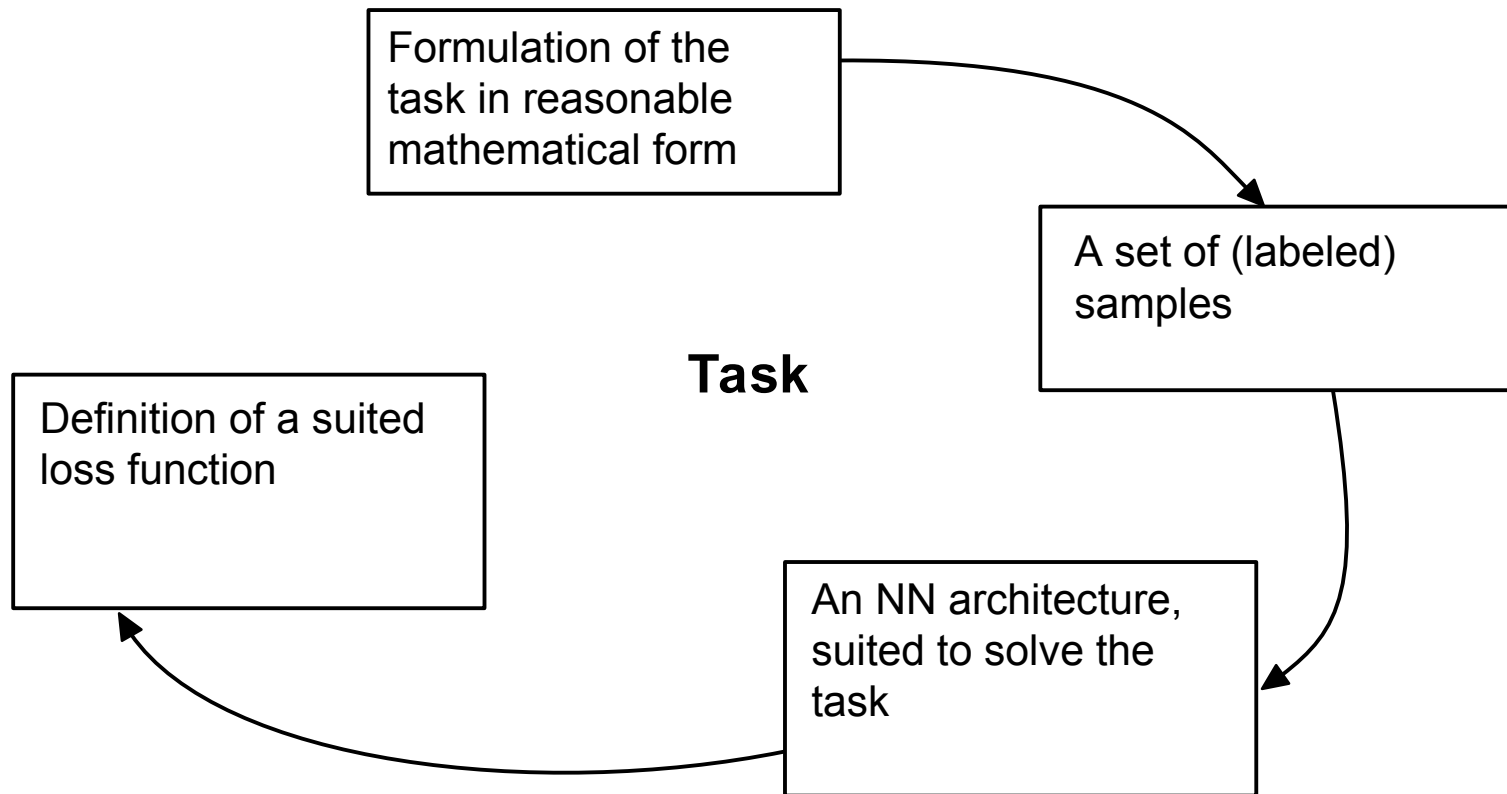 Formulation of the
task in reasonable
mathematical form
A set of (labeled)
samples
Task
Definition of a suited
loss function
An NN architecture,
suited to solve the
task